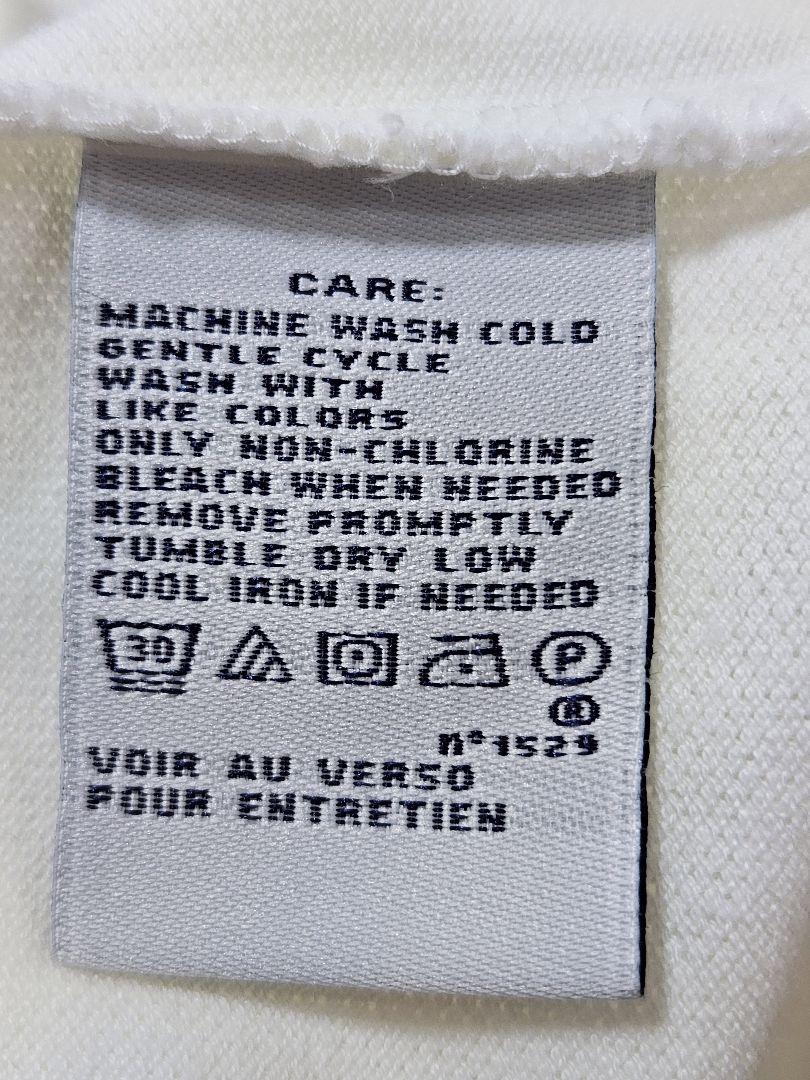 CARE:
MACHINE WASH COLD
GENTLE CYCLE
WASH WITH
LIKE COLORS
ONLY NON-CHLORINE
BLEACH WHEN NEEDED
REMOVE PROMPTLY
TUMBLE DRY LOW
COOL IRON IF NEEDED
30 P
®
n°1529
VOIR AU VERSO
POUR ENTRETIEN